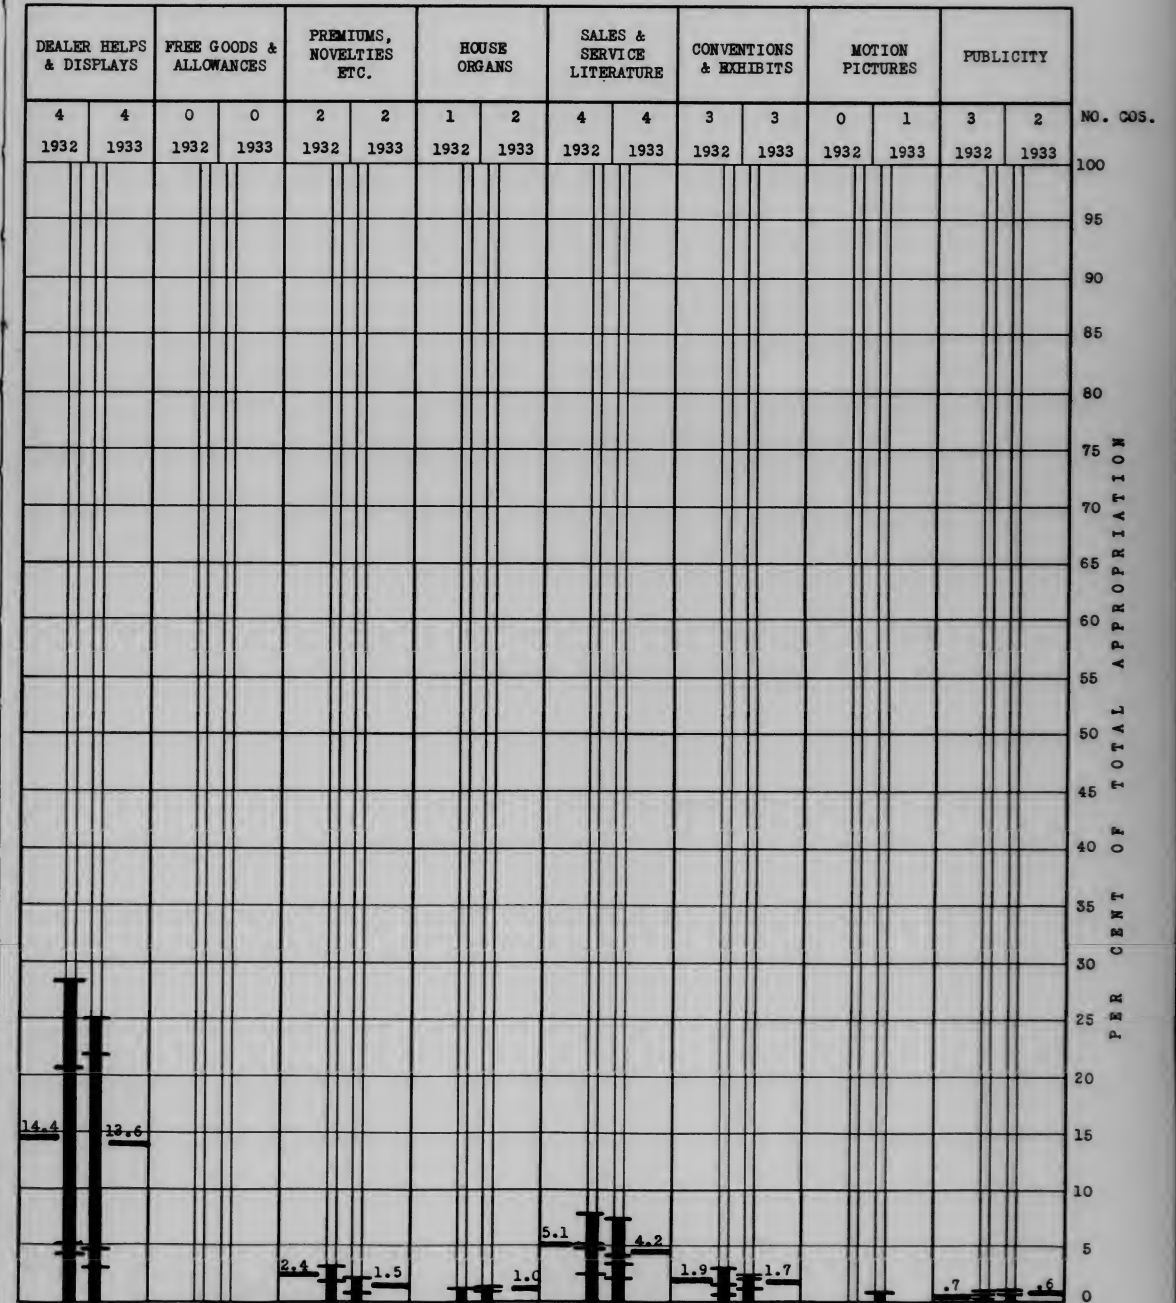 DEALER HELPS
& DISPLAYS
FREE GOODS &
ALLOWANCES
PREMIUMS,
NOVELTIES
ETC.
HOUSE
ORGANS
SALES &
SERVICE
LITERATURE
CONVENTIONS
& EXHIBITS
MOTION
PICTURES
PUBLICITY
4 4 0 0 2 2 1 2 4 4 3 3 0 1 3 2 NO. COS.
1932 1933 1932 1933 1932 1933 1932 1933 1932 1933 1932 1933 1932 1933 1932 1933
100
95
90
85
80
75
70
65
60
55
50
45
40
35
30
25
20
15
10
5
0
PER CENT OF TOTAL APPROPRIATION
14.4 13.6
2.4 1.5
1.0
5.1 4.2
1.9 1.7
.7 .6